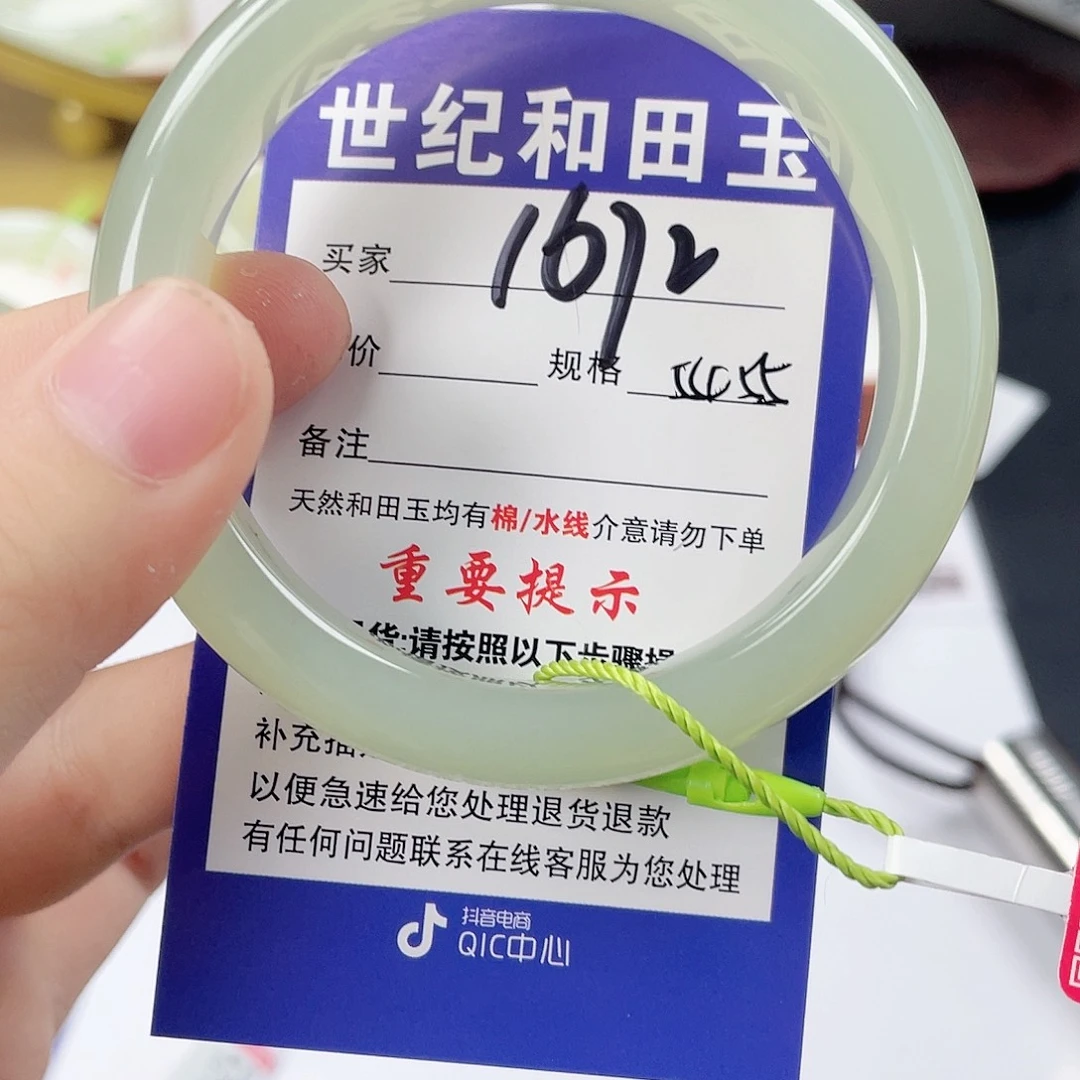 世纪和田玉
买家 1612
价 规格
备注
天然和田玉均有棉/水线介意请勿下单
重要提示
货:请按照以下步骤
补充
以便急速给您处理退货退款
有任何问题联系在线客服为您处理
抖音电商
QIC中心